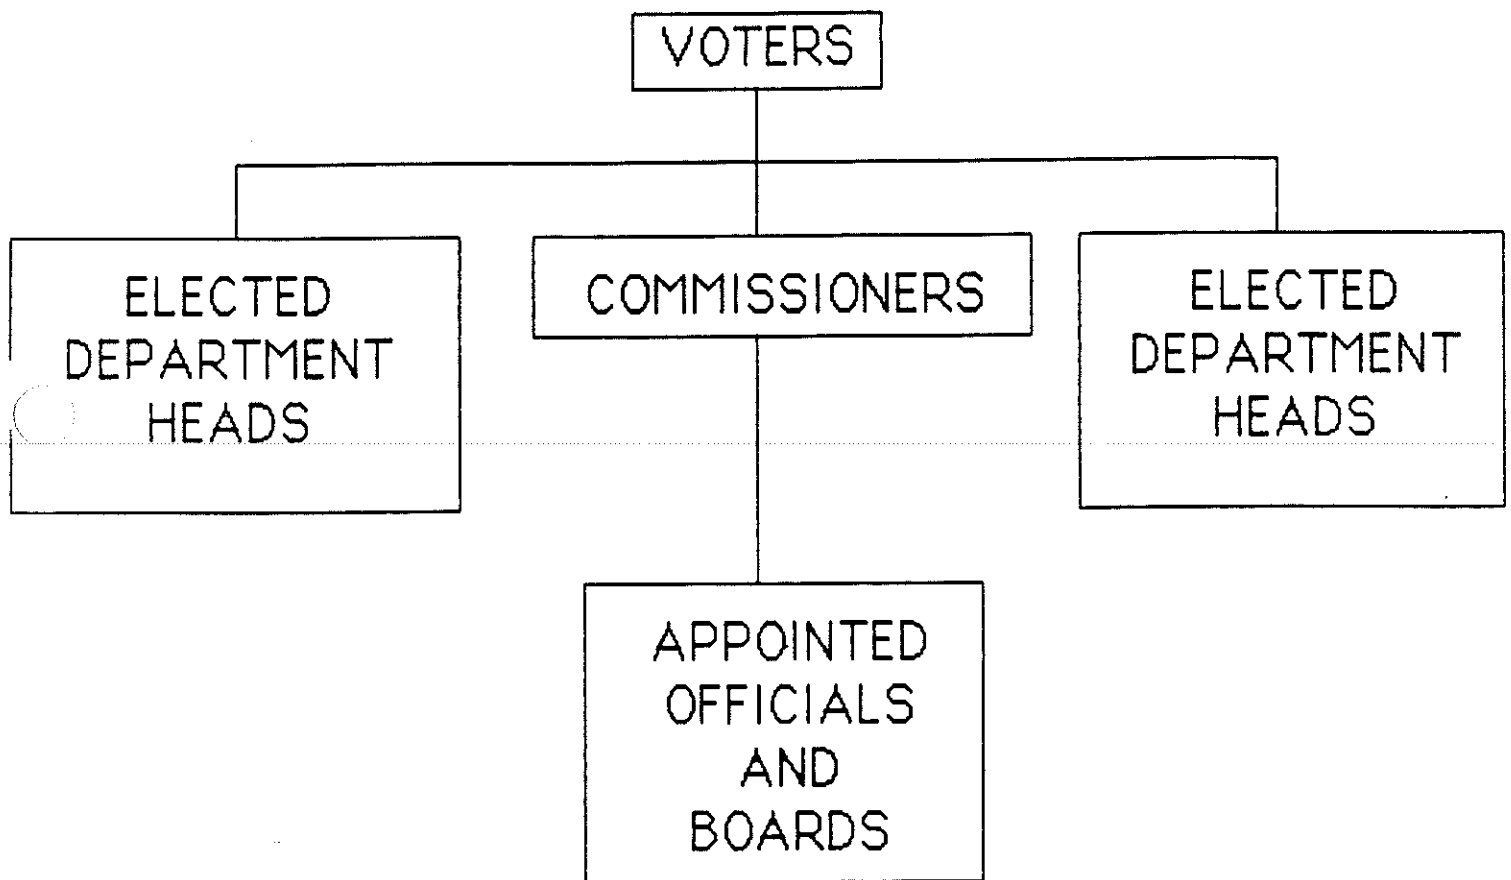 VOTERS
ELECTED
DEPARTMENT
HEADS
COMMISSIONERS
ELECTED
DEPARTMENT
HEADS
APPOINTED
OFFICIALS
AND
BOARDS